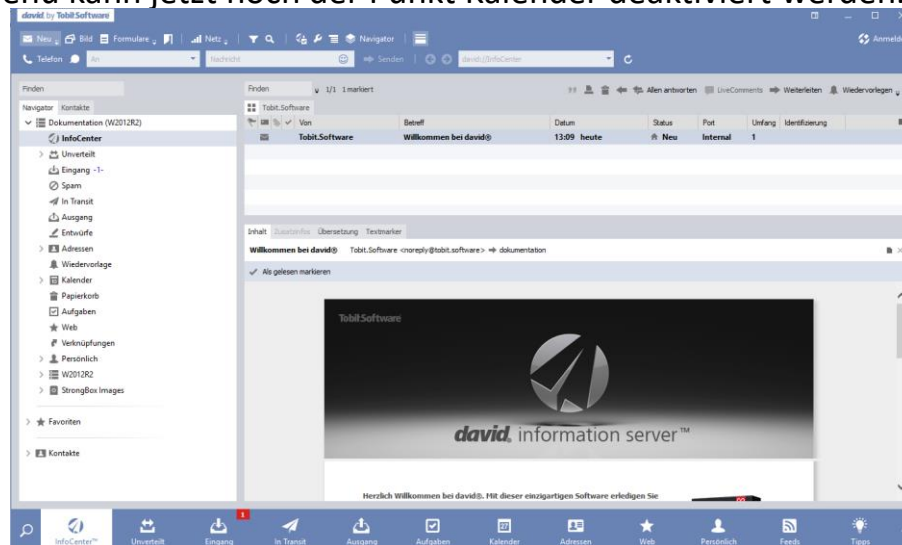 end kann jetzt noch der Punkt Kalender deaktiviert werden.
david by Tobit.Software
Neu Bild Formulare Netz Navigator Anmeld
Telefon An Nachricht Senden david://InfoCenter
Finden
Navigator Kontakte
Dokumentation (W2012R2)
InfoCenter
Unverteilt
Eingang -1-
Spam
In Transit
Ausgang
Entwürfe
Adressen
Wiedervorlage
Kalender
Papierkorb
Aufgaben
Web
Verknüpfungen
Persönlich
W2012R2
StrongBox Images
Favoriten
Kontakte
Finden 1/1 1 markiert Allen antworten LiveComments Weiterleiten Wiedervorlegen
Tobit.Software
Von Betreff Datum Status Port Umfang Identifizierung
Tobit.Software Willkommen bei david® 13:09 heute Neu Internal 1
Inhalt Zusatzinfos Übersetzung Textmarker
Willkommen bei david® Tobit.Software <noreply@tobit.software> ⇒ dokumentation
Als gelesen markieren
Tobit.Software
david. information server™
Herzlich Willkommen bei david®. Mit dieser einzigartigen Software erledigen Sie
1
InfoCenter™ Unverteilt Eingang In Transit Ausgang Aufgaben Kalender Adressen Web Persönlich Feeds Tipps